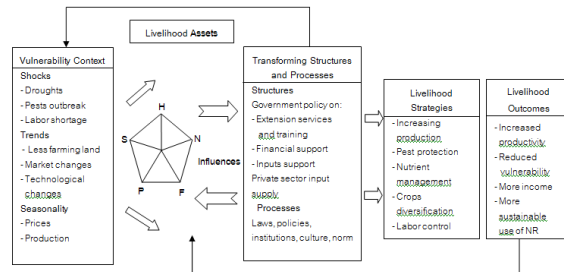 Livelihood Assets
Vulnerability Context
Shocks
- Droughts
- Pests outbreak
- Labor shortage
Trends
- Less farming land
- Market changes
- Technological
changes
Seasonality
- Prices
- Production
H
S
N
P
F
Influences
Transforming Structures
and Processes
Structures
Government policy on:
- Extension services
and training
- Financial support
- Inputs support
Private sector input
supply
Processes
Laws, policies,
institutions, culture, norm
Livelihood
Strategies
- Increasing
production
- Pest protection
- Nutrient
management
- Crops
diversification
- Labor control
Livelihood
Outcomes
- Increased
productivity
- Reduced
vulnerability
- More income
- More
sustainable
use of NR